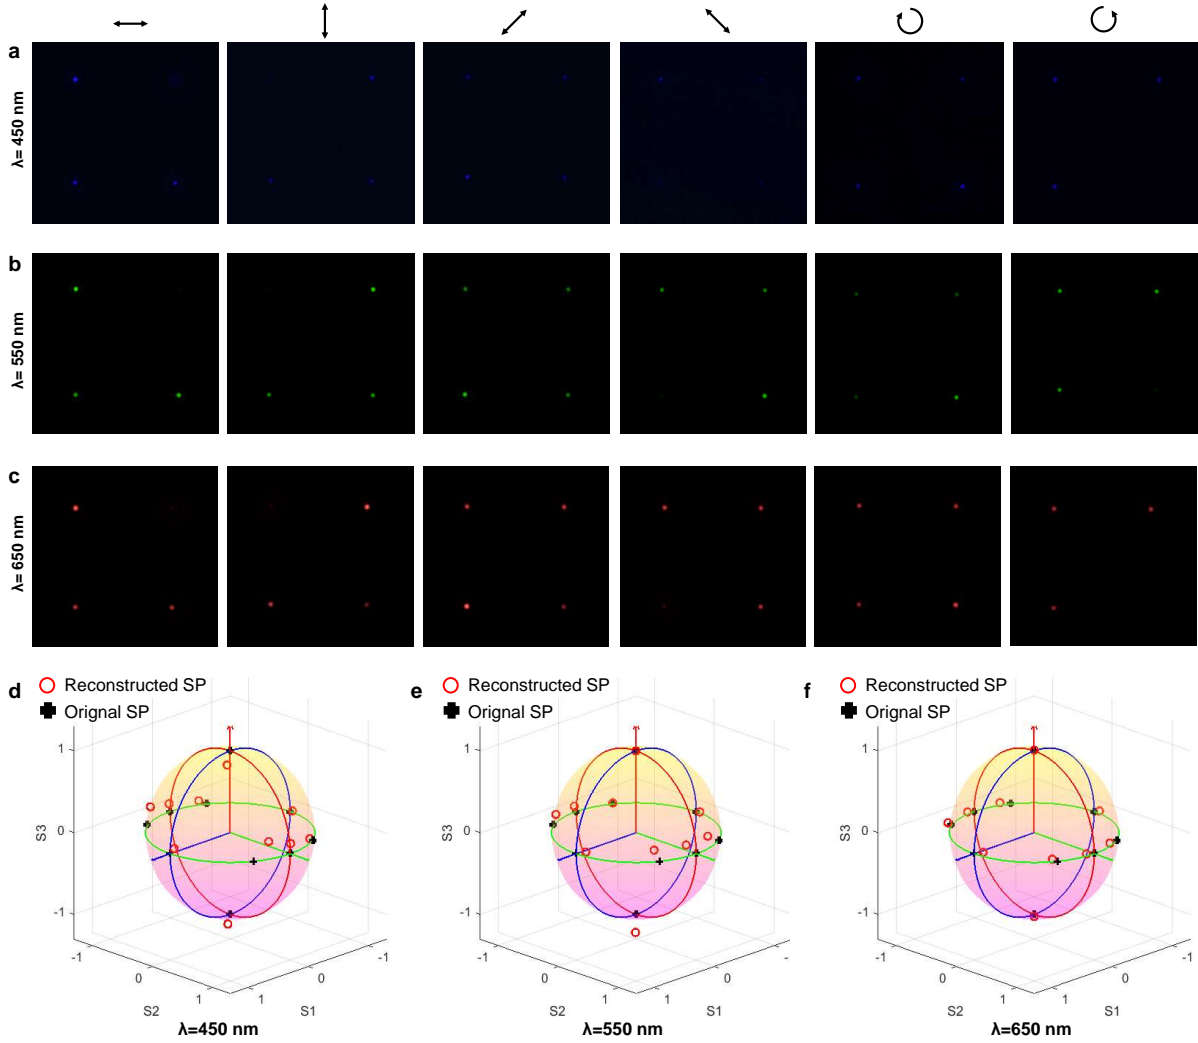 a
λ= 450 nm
b
λ= 550 nm
c
λ= 650 nm
d
Reconstructed SP
Orignal SP
1
0
-1
S3
-1
0
1
S2
1
0
-1
S1
λ=450 nm
e
Reconstructed SP
Orignal SP
1
0
-1
S3
-1
0
1
S2
1
0
-
S1
λ=550 nm
f
Reconstructed SP
Orignal SP
1
0
-1
S3
-1
0
1
S2
1
0
-1
S1
λ=650 nm